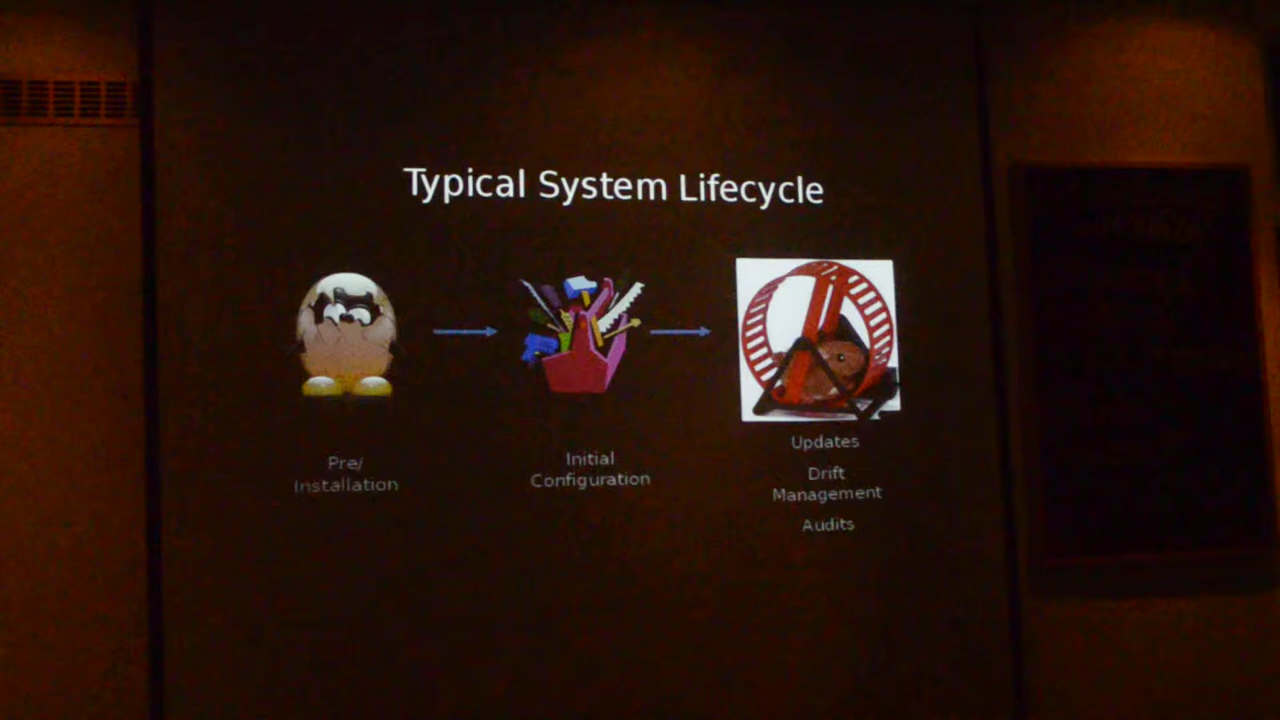 Typical System Lifecycle
Pre/
Installation
Initial
Configuration
Updates
Drift
Management
Audits